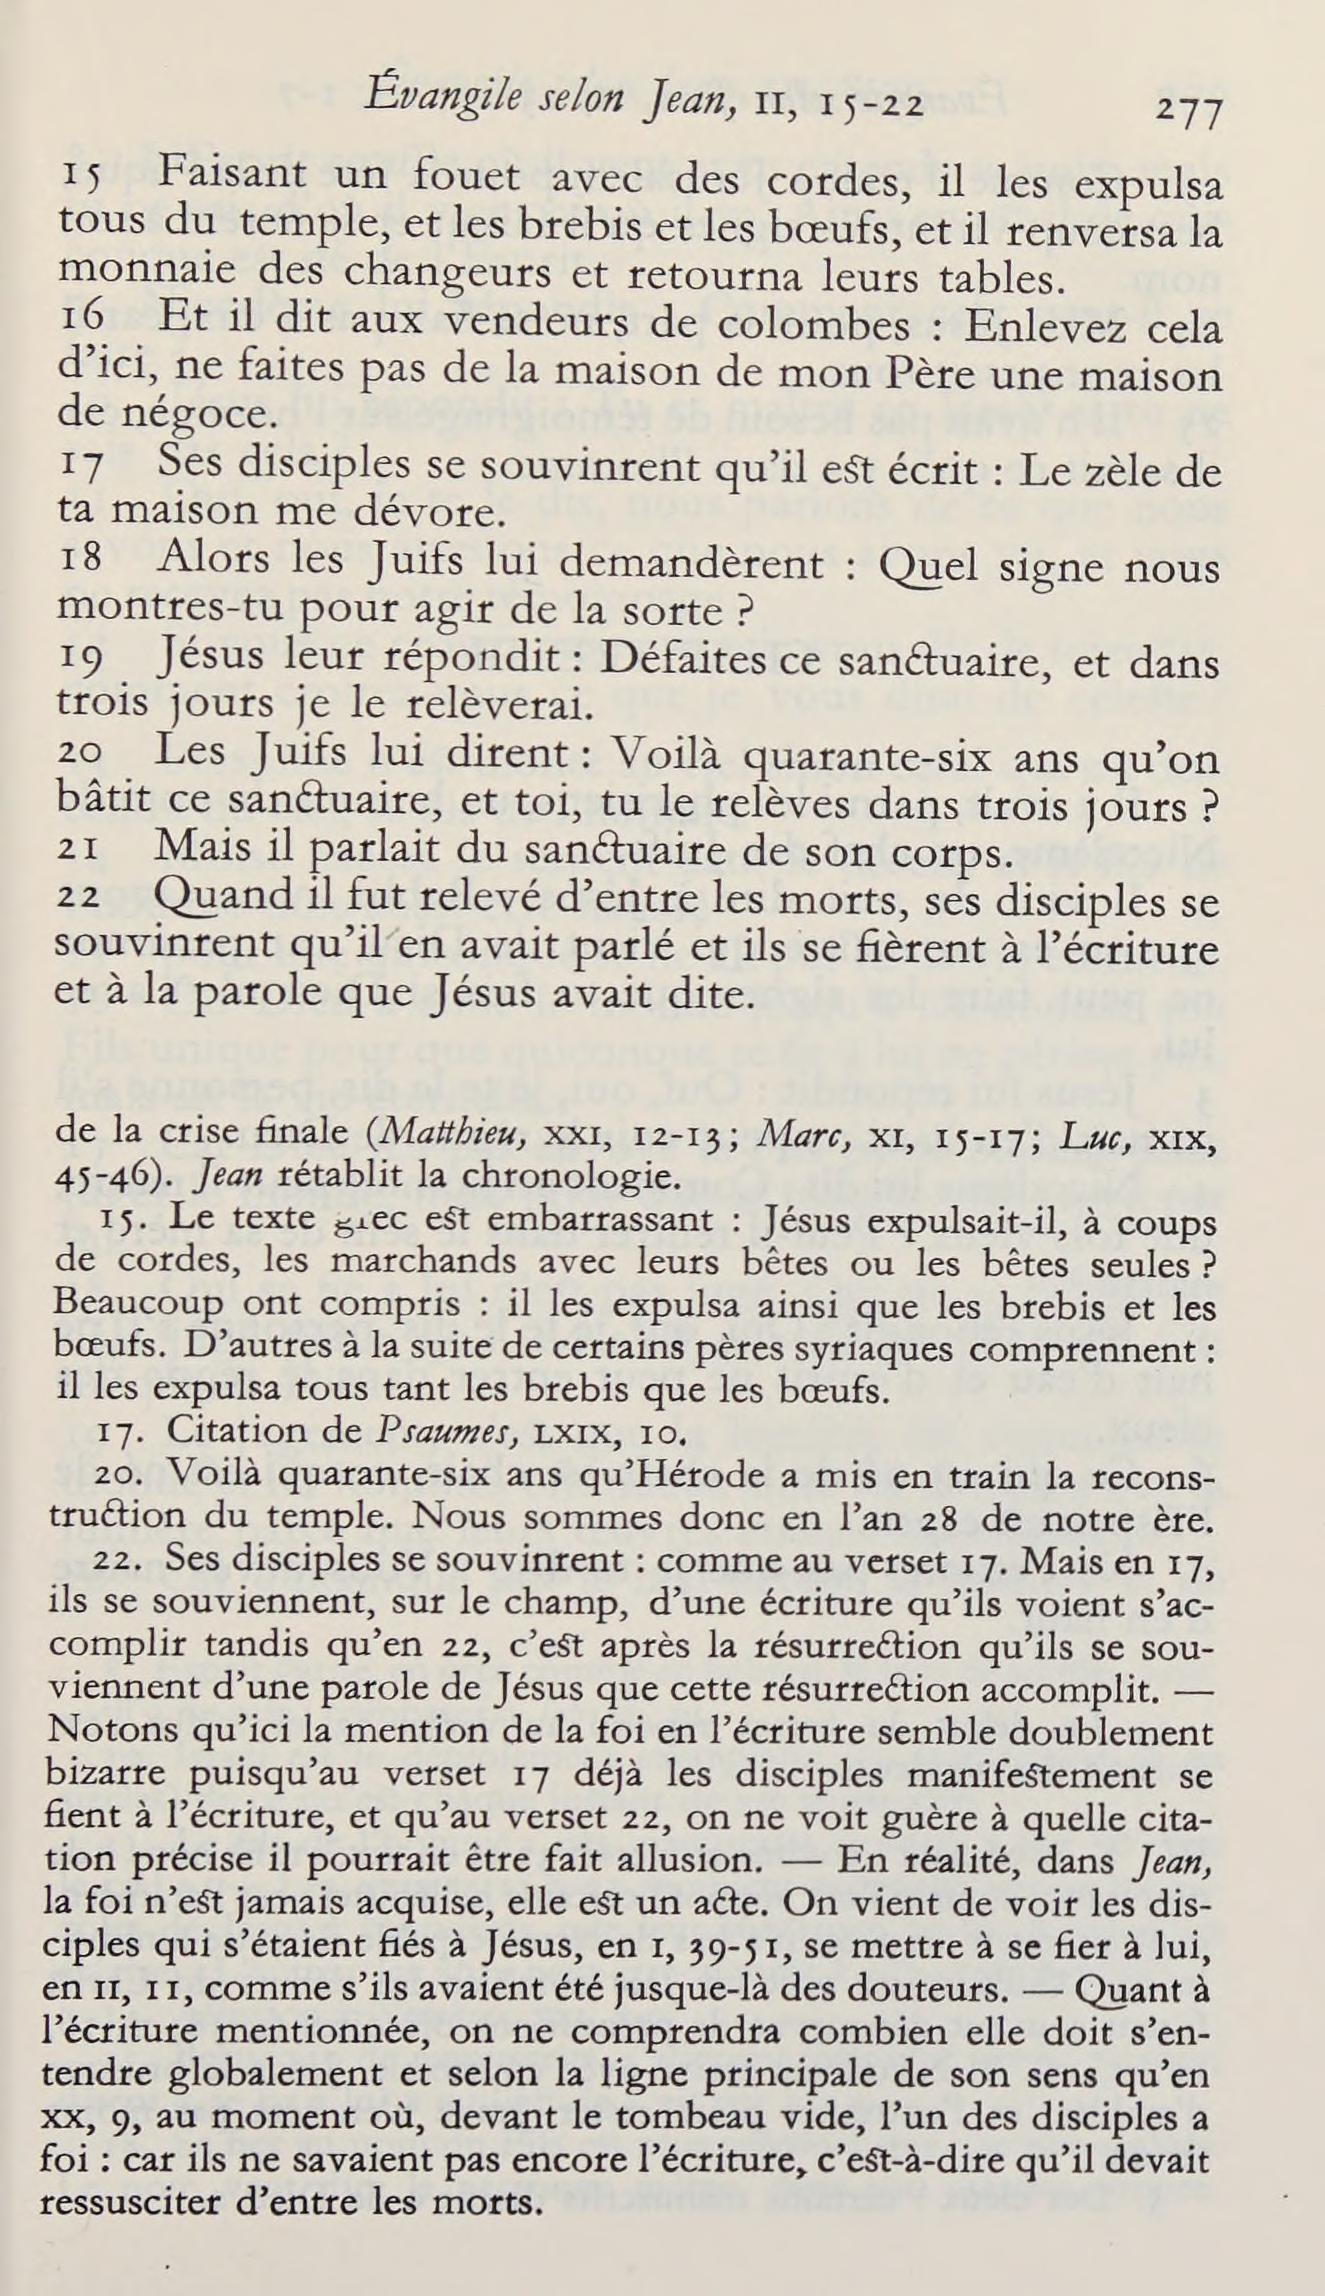 Évangile selon Jean, II, 15-22 277
15 Faisant un fouet avec des cordes, il les expulsa
tous du temple, et les brebis et les bœufs, et il renversa la
monnaie des changeurs et retourna leurs tables.
16 Et il dit aux vendeurs de colombes : Enlevez cela
d’ici, ne faites pas de la maison de mon Père une maison
de négoce.
17 Ses disciples se souvinrent qu’il est écrit : Le zèle de
ta maison me dévore.
18 Alors les Juifs lui demandèrent : Quel signe nous
montres-tu pour agir de la sorte ?
19 Jésus leur répondit : Défaites ce sanctuaire, et dans
trois jours je le relèverai.
20 Les Juifs lui dirent : Voilà quarante-six ans qu’on
bâtit ce sanctuaire, et toi, tu le relèves dans trois jours ?
21 Mais il parlait du sanctuaire de son corps.
22 Quand il fut relevé d’entre les morts, ses disciples se
souvinrent qu’il en avait parlé et ils se fièrent à l’écriture
et à la parole que Jésus avait dite.
de la crise finale (Matthieu, XXI, 12-13; Marc, XI, 15-17; Luc, XIX,
45-46). Jean rétablit la chronologie.
15. Le texte grec est embarrassant : Jésus expulsait-il, à coups
de cordes, les marchands avec leurs bêtes ou les bêtes seules ?
Beaucoup ont compris : il les expulsa ainsi que les brebis et les
bœufs. D’autres à la suite de certains pères syriaques comprennent :
il les expulsa tous tant les brebis que les bœufs.
17. Citation de Psaumes, LXIX, 10.
20. Voilà quarante-six ans qu’Hérode a mis en train la recons-
truction du temple. Nous sommes donc en l’an 28 de notre ère.
22. Ses disciples se souvinrent : comme au verset 17. Mais en 17,
ils se souviennent, sur le champ, d’une écriture qu’ils voient s’ac-
complir tandis qu’en 22, c’est après la résurrection qu’ils se sou-
viennent d’une parole de Jésus que cette résurrection accomplit. —
Notons qu’ici la mention de la foi en l’écriture semble doublement
bizarre puisqu’au verset 17 déjà les disciples manifestement se
fient à l’écriture, et qu’au verset 22, on ne voit guère à quelle cita-
tion précise il pourrait être fait allusion. — En réalité, dans Jean,
la foi n’est jamais acquise, elle est un acte. On vient de voir les dis-
ciples qui s’étaient fiés à Jésus, en I, 39-51, se mettre à se fier à lui,
en II, 11, comme s’ils avaient été jusque-là des douteurs. — Quant à
l’écriture mentionnée, on ne comprendra combien elle doit s’en-
tendre globalement et selon la ligne principale de son sens qu’en
XX, 9, au moment où, devant le tombeau vide, l’un des disciples a
foi : car ils ne savaient pas encore l’écriture, c’est-à-dire qu’il devait
ressusciter d’entre les morts.